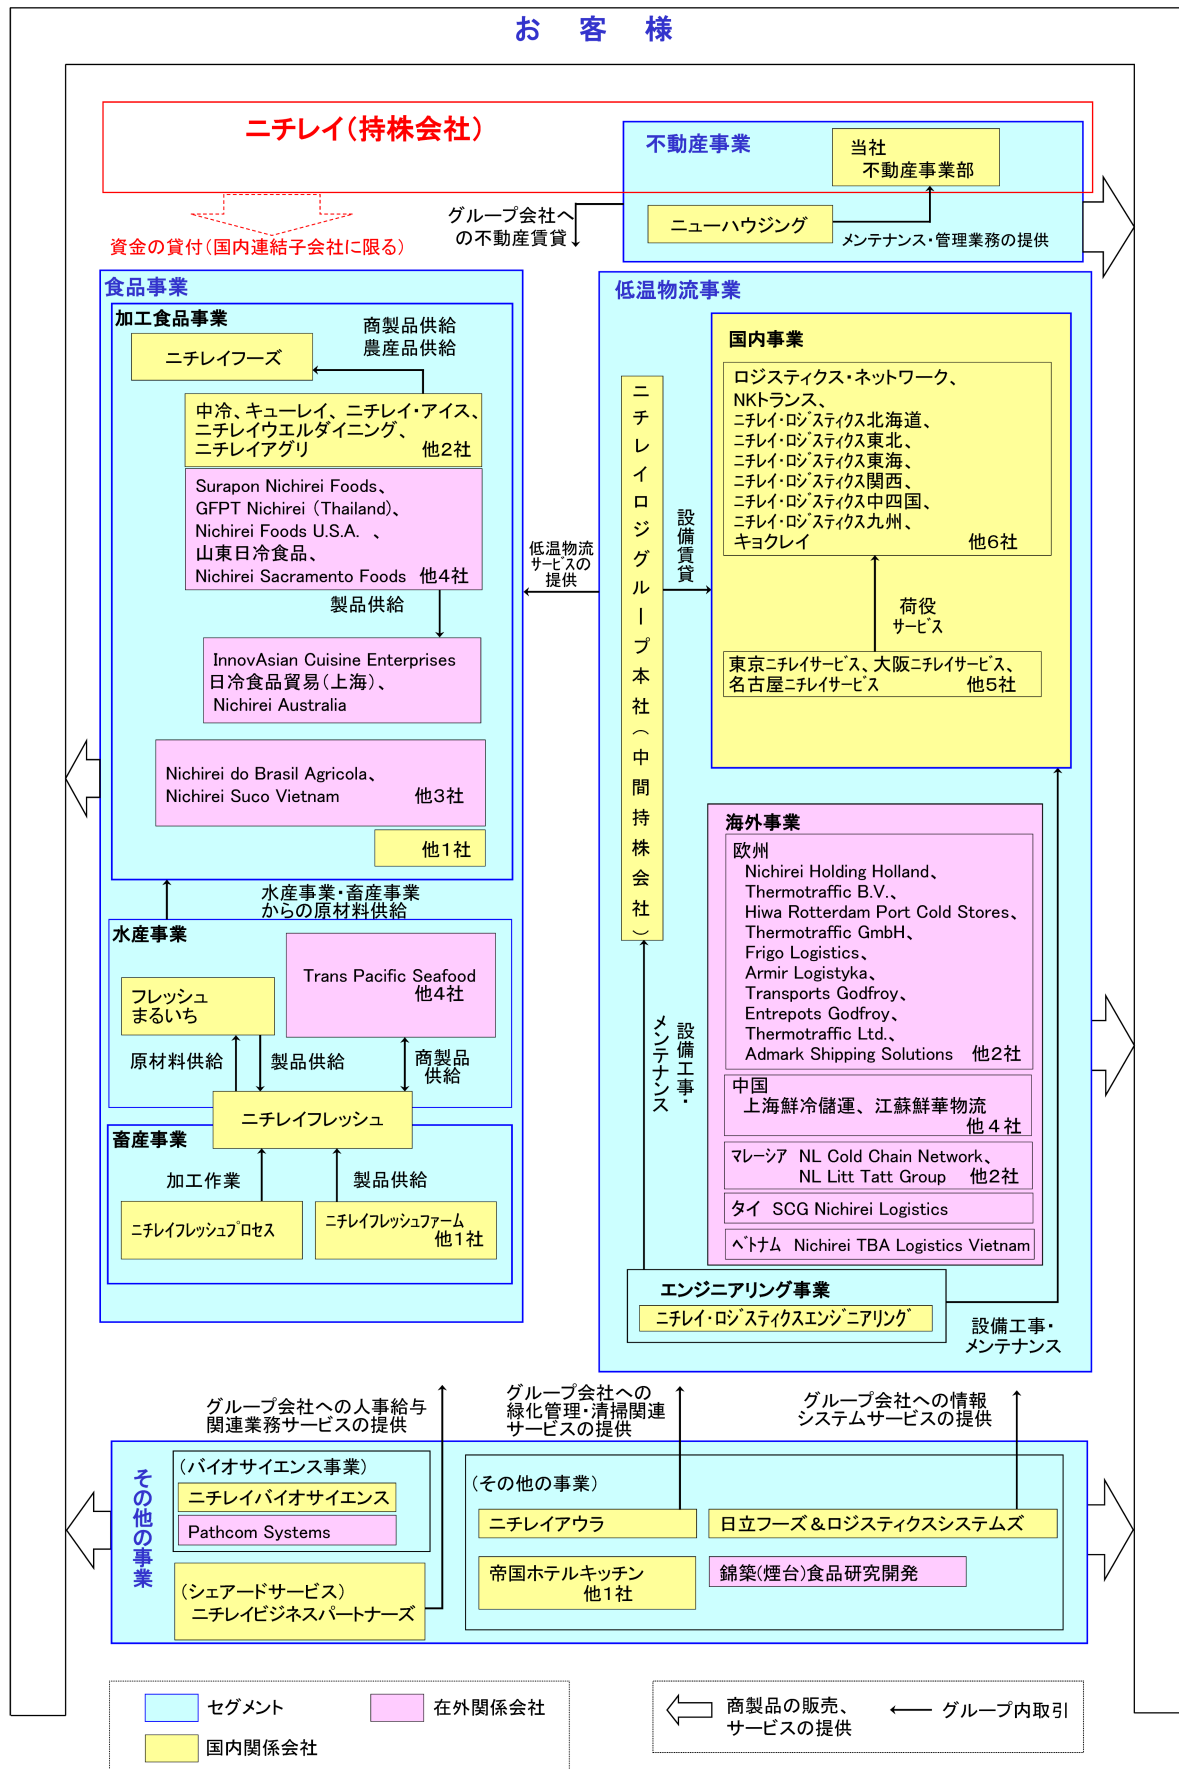 お 客 様
ニチレイ(持株会社)
不動産事業
当社
不動産事業部
ニューハウジング
メンテナンス・管理業務の提供
グループ会社へ
の不動産賃貸
資金の貸付(国内連結子会社に限る)
食品事業
加工食品事業
ニチレイフーズ
商製品供給
農産品供給
中冷、キューレイ、ニチレイ・アイス、
ニチレイウエルダイニング、
ニチレイアグリ 他2社
Surapon Nichirei Foods、
GFPT Nichirei (Thailand)、
Nichirei Foods U.S.A. 、
山東日冷食品、
Nichirei Sacramento Foods 他4社
製品供給
InnovAsian Cuisine Enterprises
日冷食品貿易(上海)、
Nichirei Australia
Nichirei do Brasil Agricola、
Nichirei Suco Vietnam 他3社
他1社
水産事業・畜産事業
からの原材料供給
水産事業
フレッシュ
まるいち
Trans Pacific Seafood
他4社
原材料供給
製品供給
商製品
供給
ニチレイフレッシュ
畜産事業
加工作業
製品供給
ニチレイフレッシュプロセス
ニチレイフレッシュファーム
他1社
低温物流
サービスの
提供
低温物流事業
ニチレイロジグループ本社(中間持株会社)
設備賃貸
国内事業
ロジスティクス・ネットワーク、
NKトランス、
ニチレイ・ロジスティクス北海道、
ニチレイ・ロジスティクス東北、
ニチレイ・ロジスティクス東海、
ニチレイ・ロジスティクス関西、
ニチレイ・ロジスティクス中四国、
ニチレイ・ロジスティクス九州、
キョクレイ 他6社
荷役
サービス
東京ニチレイサービス、大阪ニチレイサービス、
名古屋ニチレイサービス 他5社
海外事業
欧州
Nichirei Holding Holland、
Thermotraffic B.V.、
Hiwa Rotterdam Port Cold Stores、
Thermotraffic GmbH、
Frigo Logistics、
Armir Logistyka、
Transports Godfroy、
Entrepots Godfroy、
Thermotraffic Ltd.、
Admark Shipping Solutions 他2社
中国
上海鮮冷儲運、江蘇鮮華物流
他4社
マレーシア NL Cold Chain Network、
NL Litt Tatt Group 他2社
タイ SCG Nichirei Logistics
ベトナム Nichirei TBA Logistics Vietnam
設備工事・
メンテナンス
エンジニアリング事業
ニチレイ・ロジスティクスエンジニアリング
設備工事・
メンテナンス
グループ会社への人事給与
関連業務サービスの提供
グループ会社への
緑化管理・清掃関連
サービスの提供
グループ会社への情報
システムサービスの提供
その他の事業
(バイオサイエンス事業)
ニチレイバイオサイエンス
Pathcom Systems
(シェアードサービス)
ニチレイビジネスパートナーズ
(その他の事業)
ニチレイアウラ
日立フーズ&ロジスティクスシステムズ
帝国ホテルキッチン
他1社
錦築(煙台)食品研究開発
セグメント
在外関係会社
国内関係会社
商製品の販売、
サービスの提供
グループ内取引